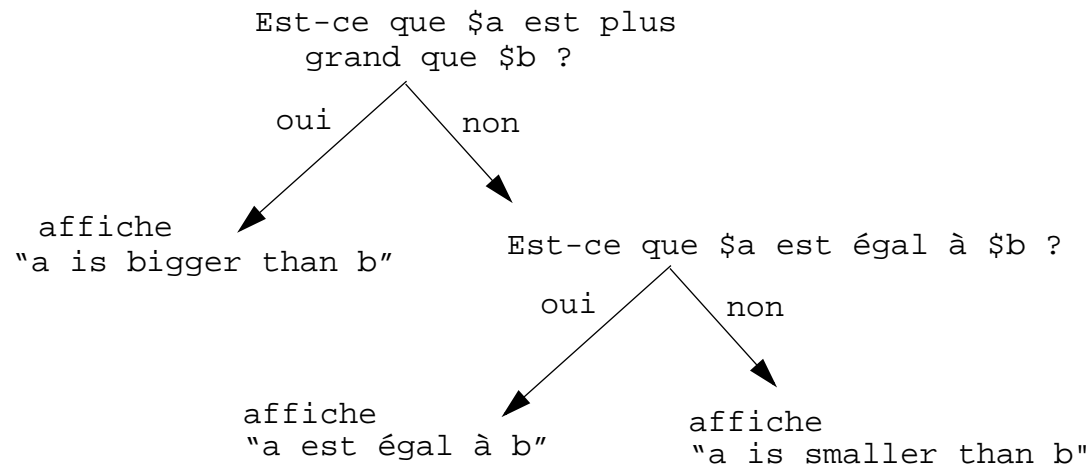 Est-ce que $a est plus
grand que $b ?
oui
non
affiche
“a is bigger than b”
Est-ce que $a est égal à $b ?
oui
non
affiche
“a est égal à b”
affiche
“a is smaller than b"